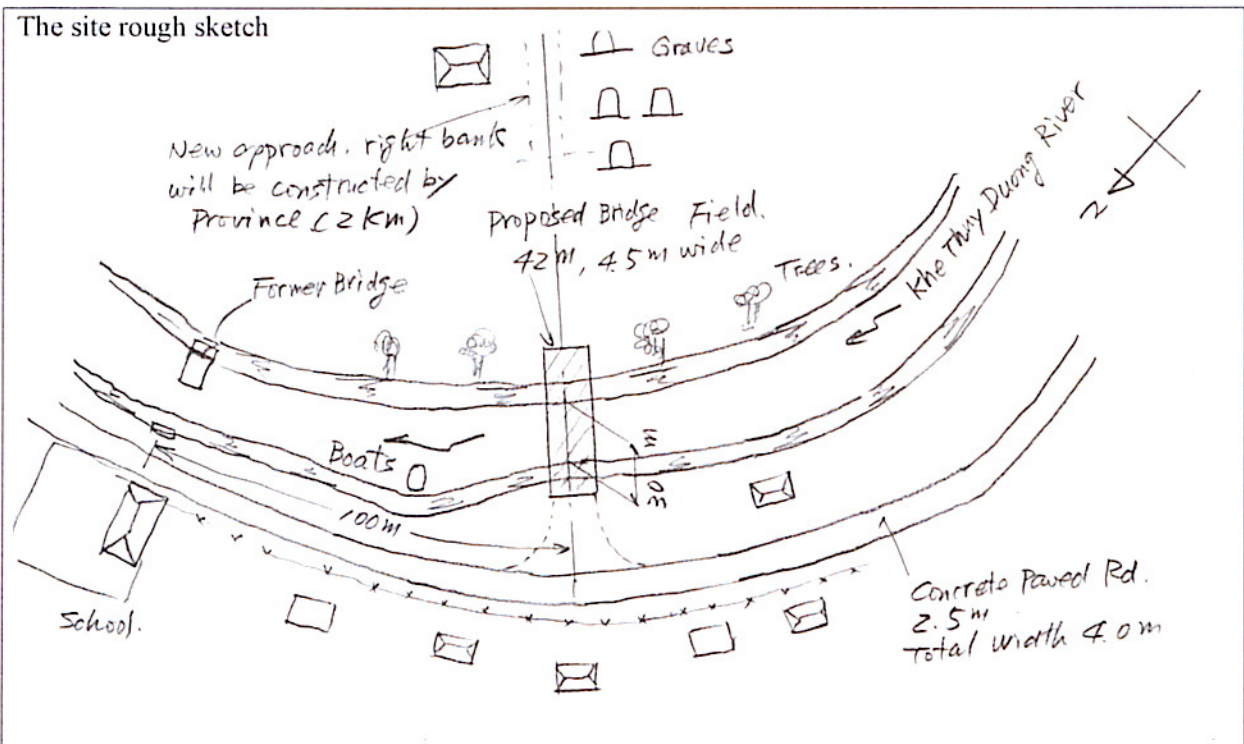 The site rough sketch
Graves
New approach. right bank
will be constructed by
Province (2 Km)
Proposed Bridge Field.
42 m, 4.5 m wide
Trees.
Khe Thuy Duong River
N
Former Bridge
Boats
100m
School.
Concrete Paved Rd.
2.5 m
Total width 4.0 m